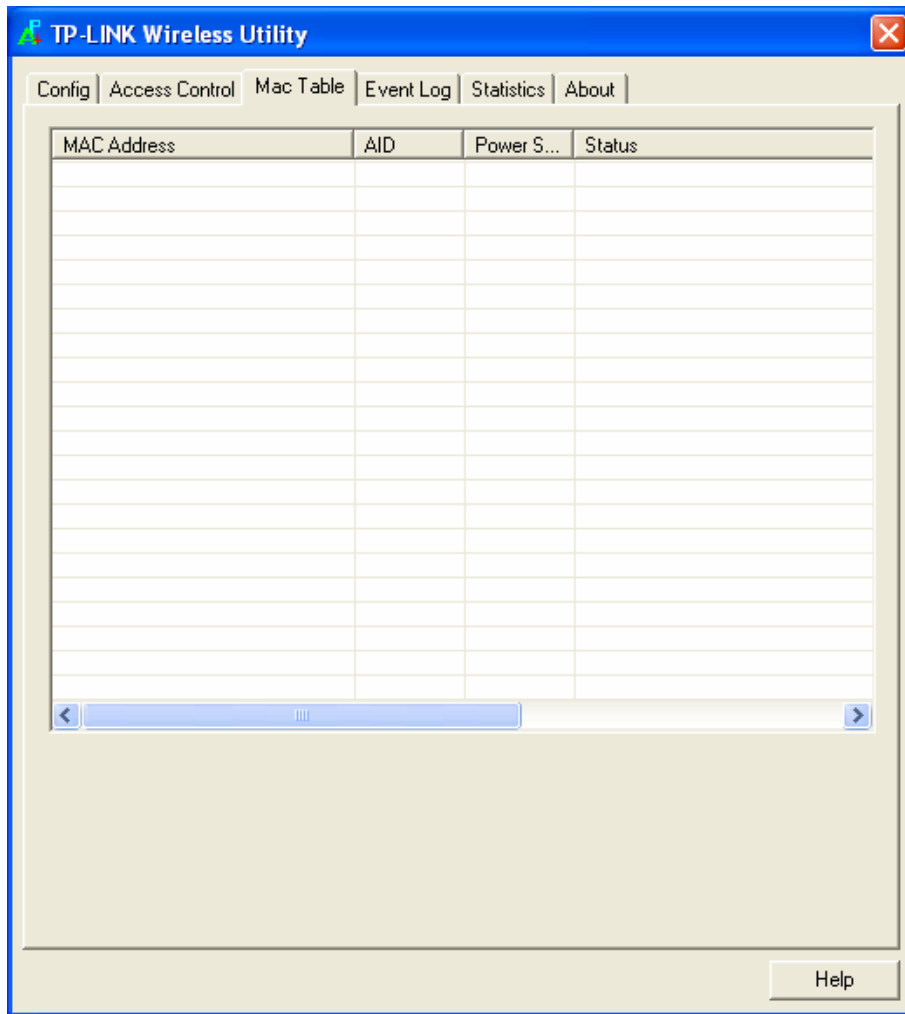 TP-LINK Wireless Utility
Config Access Control Mac Table Event Log Statistics About
MAC Address AID Power S... Status
Help